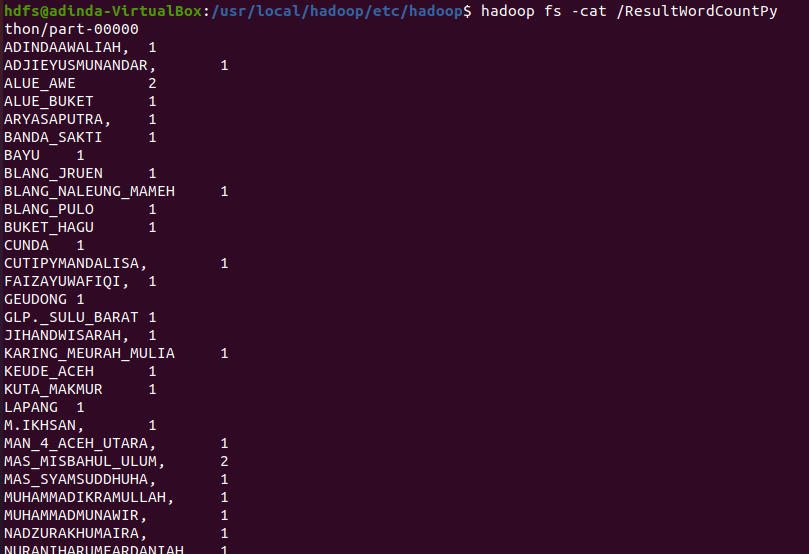 hdfs@adinda-VirtualBox:/usr/local/hadoop/etc/hadoop$ hadoop fs -cat /ResultWordCountPy
thon/part-00000
ADINDAAWALIAH,	1
ADJIEYUSMUNANDAR,	1
ALUE_AWE	2
ALUE_BUKET	1
ARYASAPUTRA,	1
BANDA_SAKTI	1
BAYU	1
BLANG_JRUEN	1
BLANG_NALEUNG_MAMEH	1
BLANG_PULO	1
BUKET_HAGU	1
CUNDA	1
CUTIPYMANDALISA,	1
FAIZAYUWAFIQI,	1
GEUDONG	1
GLP._SULU_BARAT	1
JIHANDWISARAH,	1
KARING_MEURAH_MULIA	1
KEUDE_ACEH	1
KUTA_MAKMUR	1
LAPANG	1
M.IKHSAN,	1
MAN_4_ACEH_UTARA,	1
MAS_MISBAHUL_ULUM,	2
MAS_SYAMSUDDHUHA,	1
MUHAMMADIKRAMULLAH,	1
MUHAMMADMUNAWIR,	1
NADZURAKHUMAIRA,	1
NURANIHARUMFARDANIAH	1